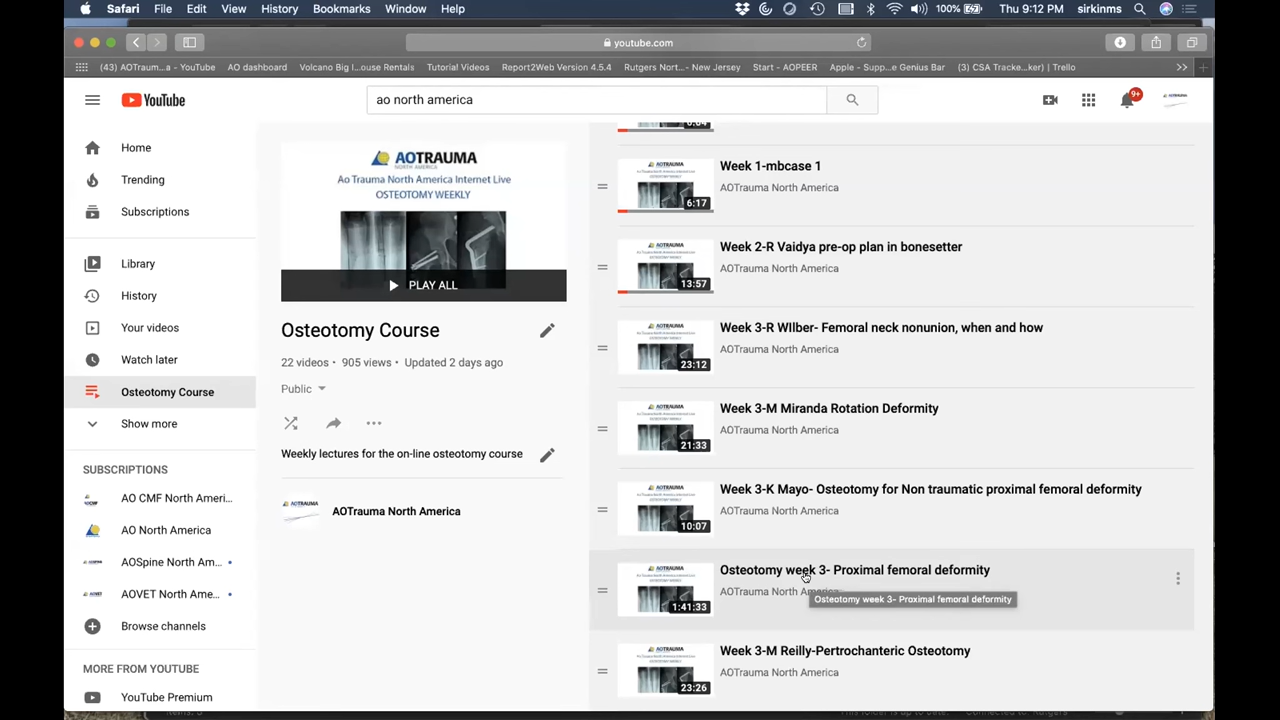 Safari File Edit View History Bookmarks Window Help 100% Thu 9:12 PM sirkinms
youtube.com
(43) AOTraum...a - YouTube AO dashboard Volcano Big I...ouse Rentals Tutorial Videos Report2Web Version 4.5.4 Rutgers Nort... - New Jersey Start - AOPEER Apple - Supp...e Genius Bar (3) CSA Tracke...ker) | Trello
YouTube
ao north america
9+
Home
Trending
Subscriptions
Library
History
Your videos
Watch later
Osteotomy Course
Show more
SUBSCRIPTIONS
AO CMF North Ameri...
AO North America
AOSpine North Am...
AOVET North Ame...
Browse channels
MORE FROM YOUTUBE
YouTube Premium
AOTRAUMA
NORTH AMERICA
Ao Trauma North America Internet Live
OSTEOTOMY WEEKLY
PLAY ALL
Osteotomy Course
22 videos • 905 views • Updated 2 days ago
Public
Weekly lectures for the on-line osteotomy course
AOTrauma North America
Week 1-mbcase 1
AOTrauma North America
6:17
Week 2-R Vaidya pre-op plan in bonesetter
AOTrauma North America
13:57
Week 3-R WIlber- Femoral neck nonunion, when and how
AOTrauma North America
23:12
Week 3-M Miranda Rotation Deformity
AOTrauma North America
21:33
Week 3-K Mayo- Osteotomy for Non traumatic proximal femoral deformity
AOTrauma North America
10:07
Osteotomy week 3- Proximal femoral deformity
AOTrauma North America
Osteotomy week 3- Proximal femoral deformity
1:41:33
Week 3-M Reilly-Pertochanteric Osteotomy
AOTrauma North America
23:26